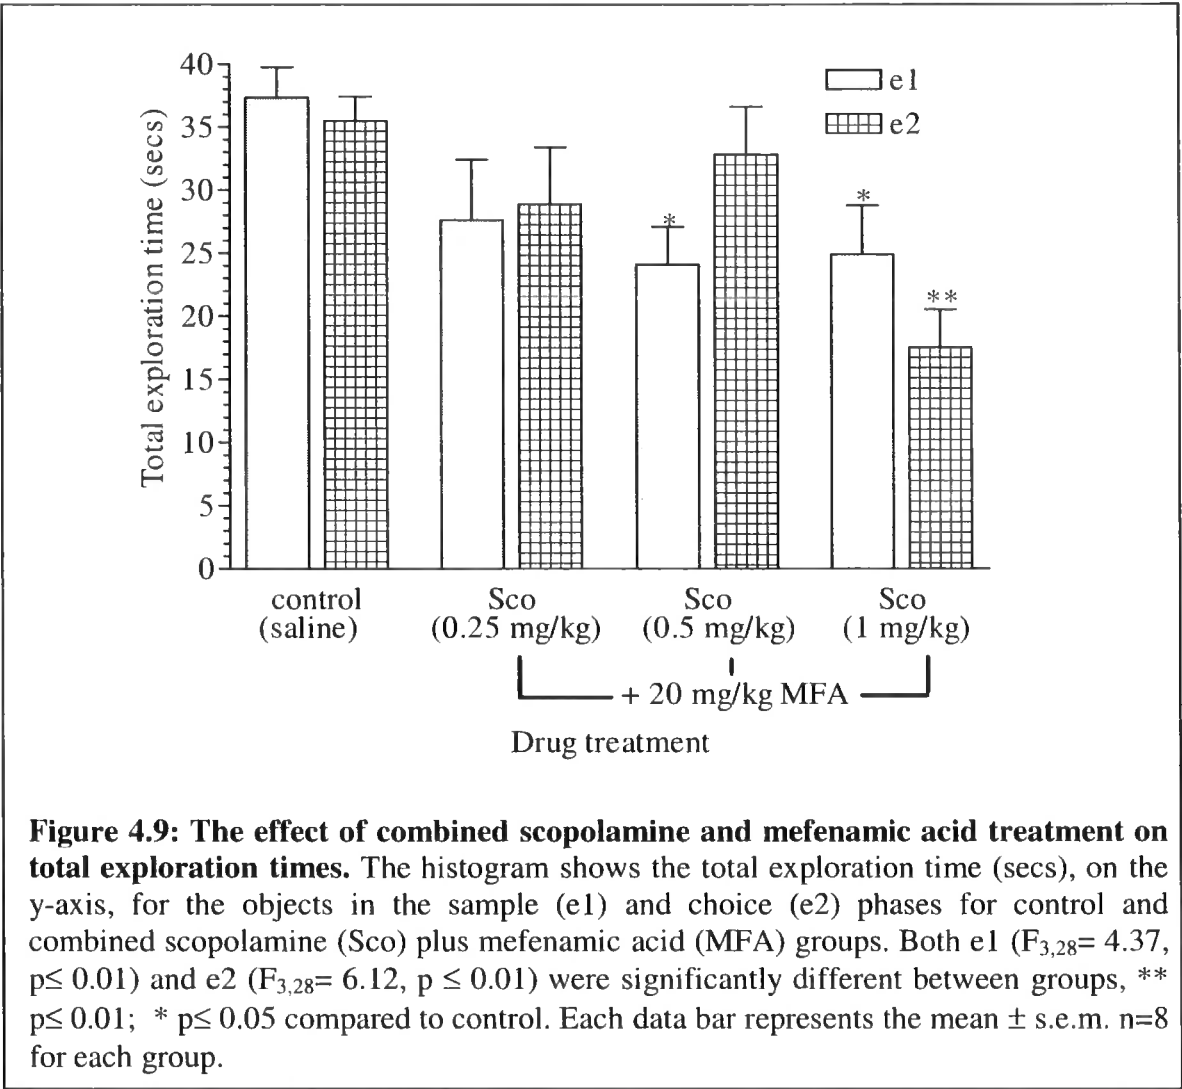 40
35
30
25
20
15
10
5
0
Total exploration time (secs)
e1
e2
*
*
**
control
(saline)
Sco
(0.25 mg/kg)
Sco
(0.5 mg/kg)
Sco
(1 mg/kg)
+ 20 mg/kg MFA
Drug treatment
Figure 4.9: The effect of combined scopolamine and mefenamic acid treatment on
total exploration times. The histogram shows the total exploration time (secs), on the
y-axis, for the objects in the sample (e1) and choice (e2) phases for control and
combined scopolamine (Sco) plus mefenamic acid (MFA) groups. Both e1 (F3,28= 4.37,
p≤ 0.01) and e2 (F3,28= 6.12, p ≤ 0.01) were significantly different between groups, **
p≤ 0.01; * p≤ 0.05 compared to control. Each data bar represents the mean ± s.e.m. n=8
for each group.